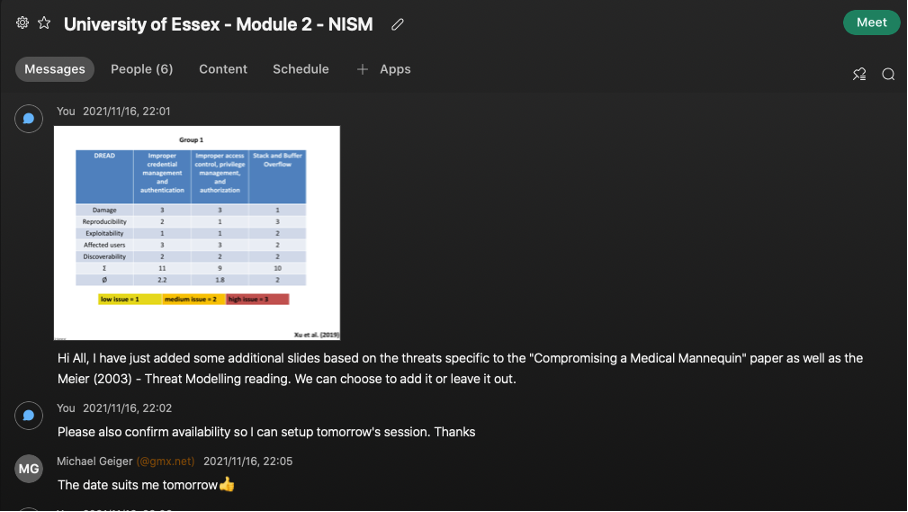 University of Essex - Module 2 - NISM
Meet
Messages People (6) Content Schedule + Apps
You 2021/11/16, 22:01
Group 1
DREAD Improper credential management and authentication Improper access control, privilege management, and authorization Stack and Buffer Overflow
Damage 3 3 1
Reproducibility 2 1 3
Exploitability 1 1 2
Affected users 3 3 2
Discoverability 2 2 2
Σ 11 9 10
Ø 2.2 1.8 2
low issue = 1 medium issue = 2 high issue = 3
Xu et al. (2019)
Hi All, I have just added some additional slides based on the threats specific to the "Compromising a Medical Mannequin" paper as well as the
Meier (2003) - Threat Modelling reading. We can choose to add it or leave it out.
You 2021/11/16, 22:02
Please also confirm availability so I can setup tomorrow's session. Thanks
MG
Michael Geiger (@gmx.net) 2021/11/16, 22:05
The date suits me tomorrow👍